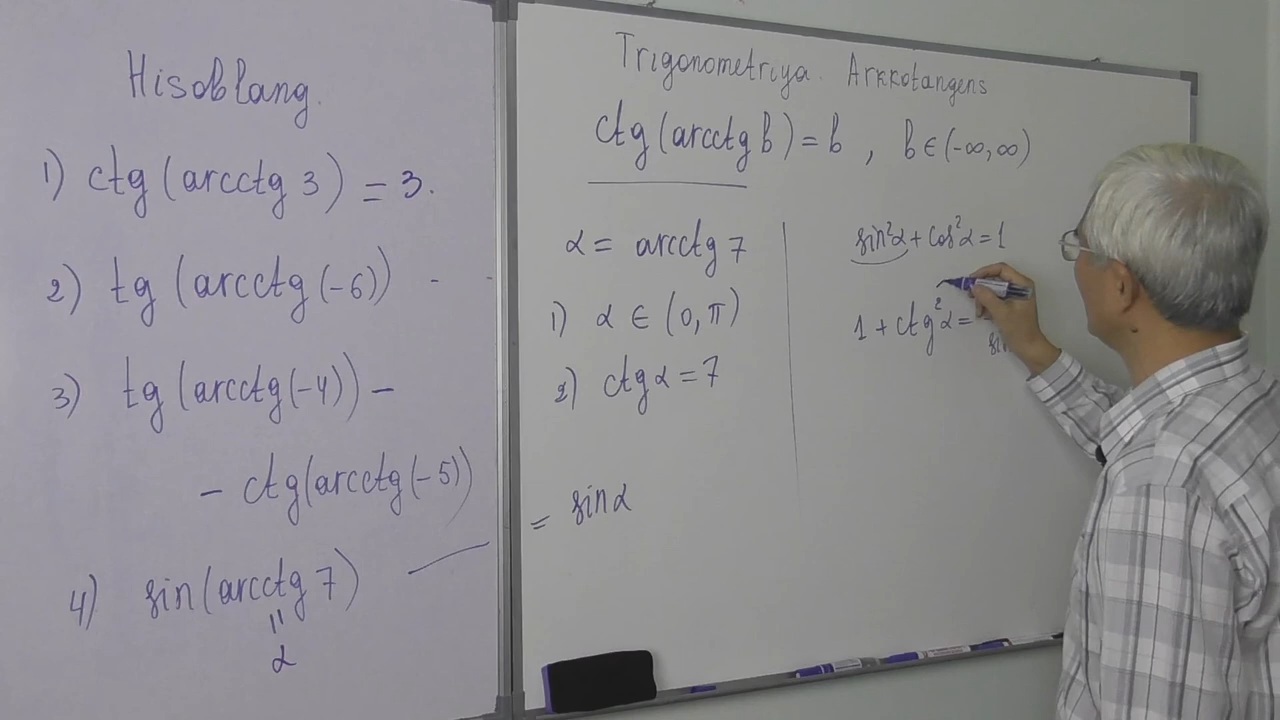 Hisoblang.
1) ctg (arcctg 3) = 3.
2) tg (arcctg (-6)) -
3) tg (arcctg (-4)) -
- ctg (arcctg (-5))
4) sin (arcctg 7)
=
α
Trigonometriya. Arkkotangens
ctg (arcctg b) = b , b ∈ (-∞, ∞)
α = arcctg 7
1) α ∈ (0, π)
2) ctg α = 7
= sin α
sin²α + cos²α = 1
1 + ctg²α =